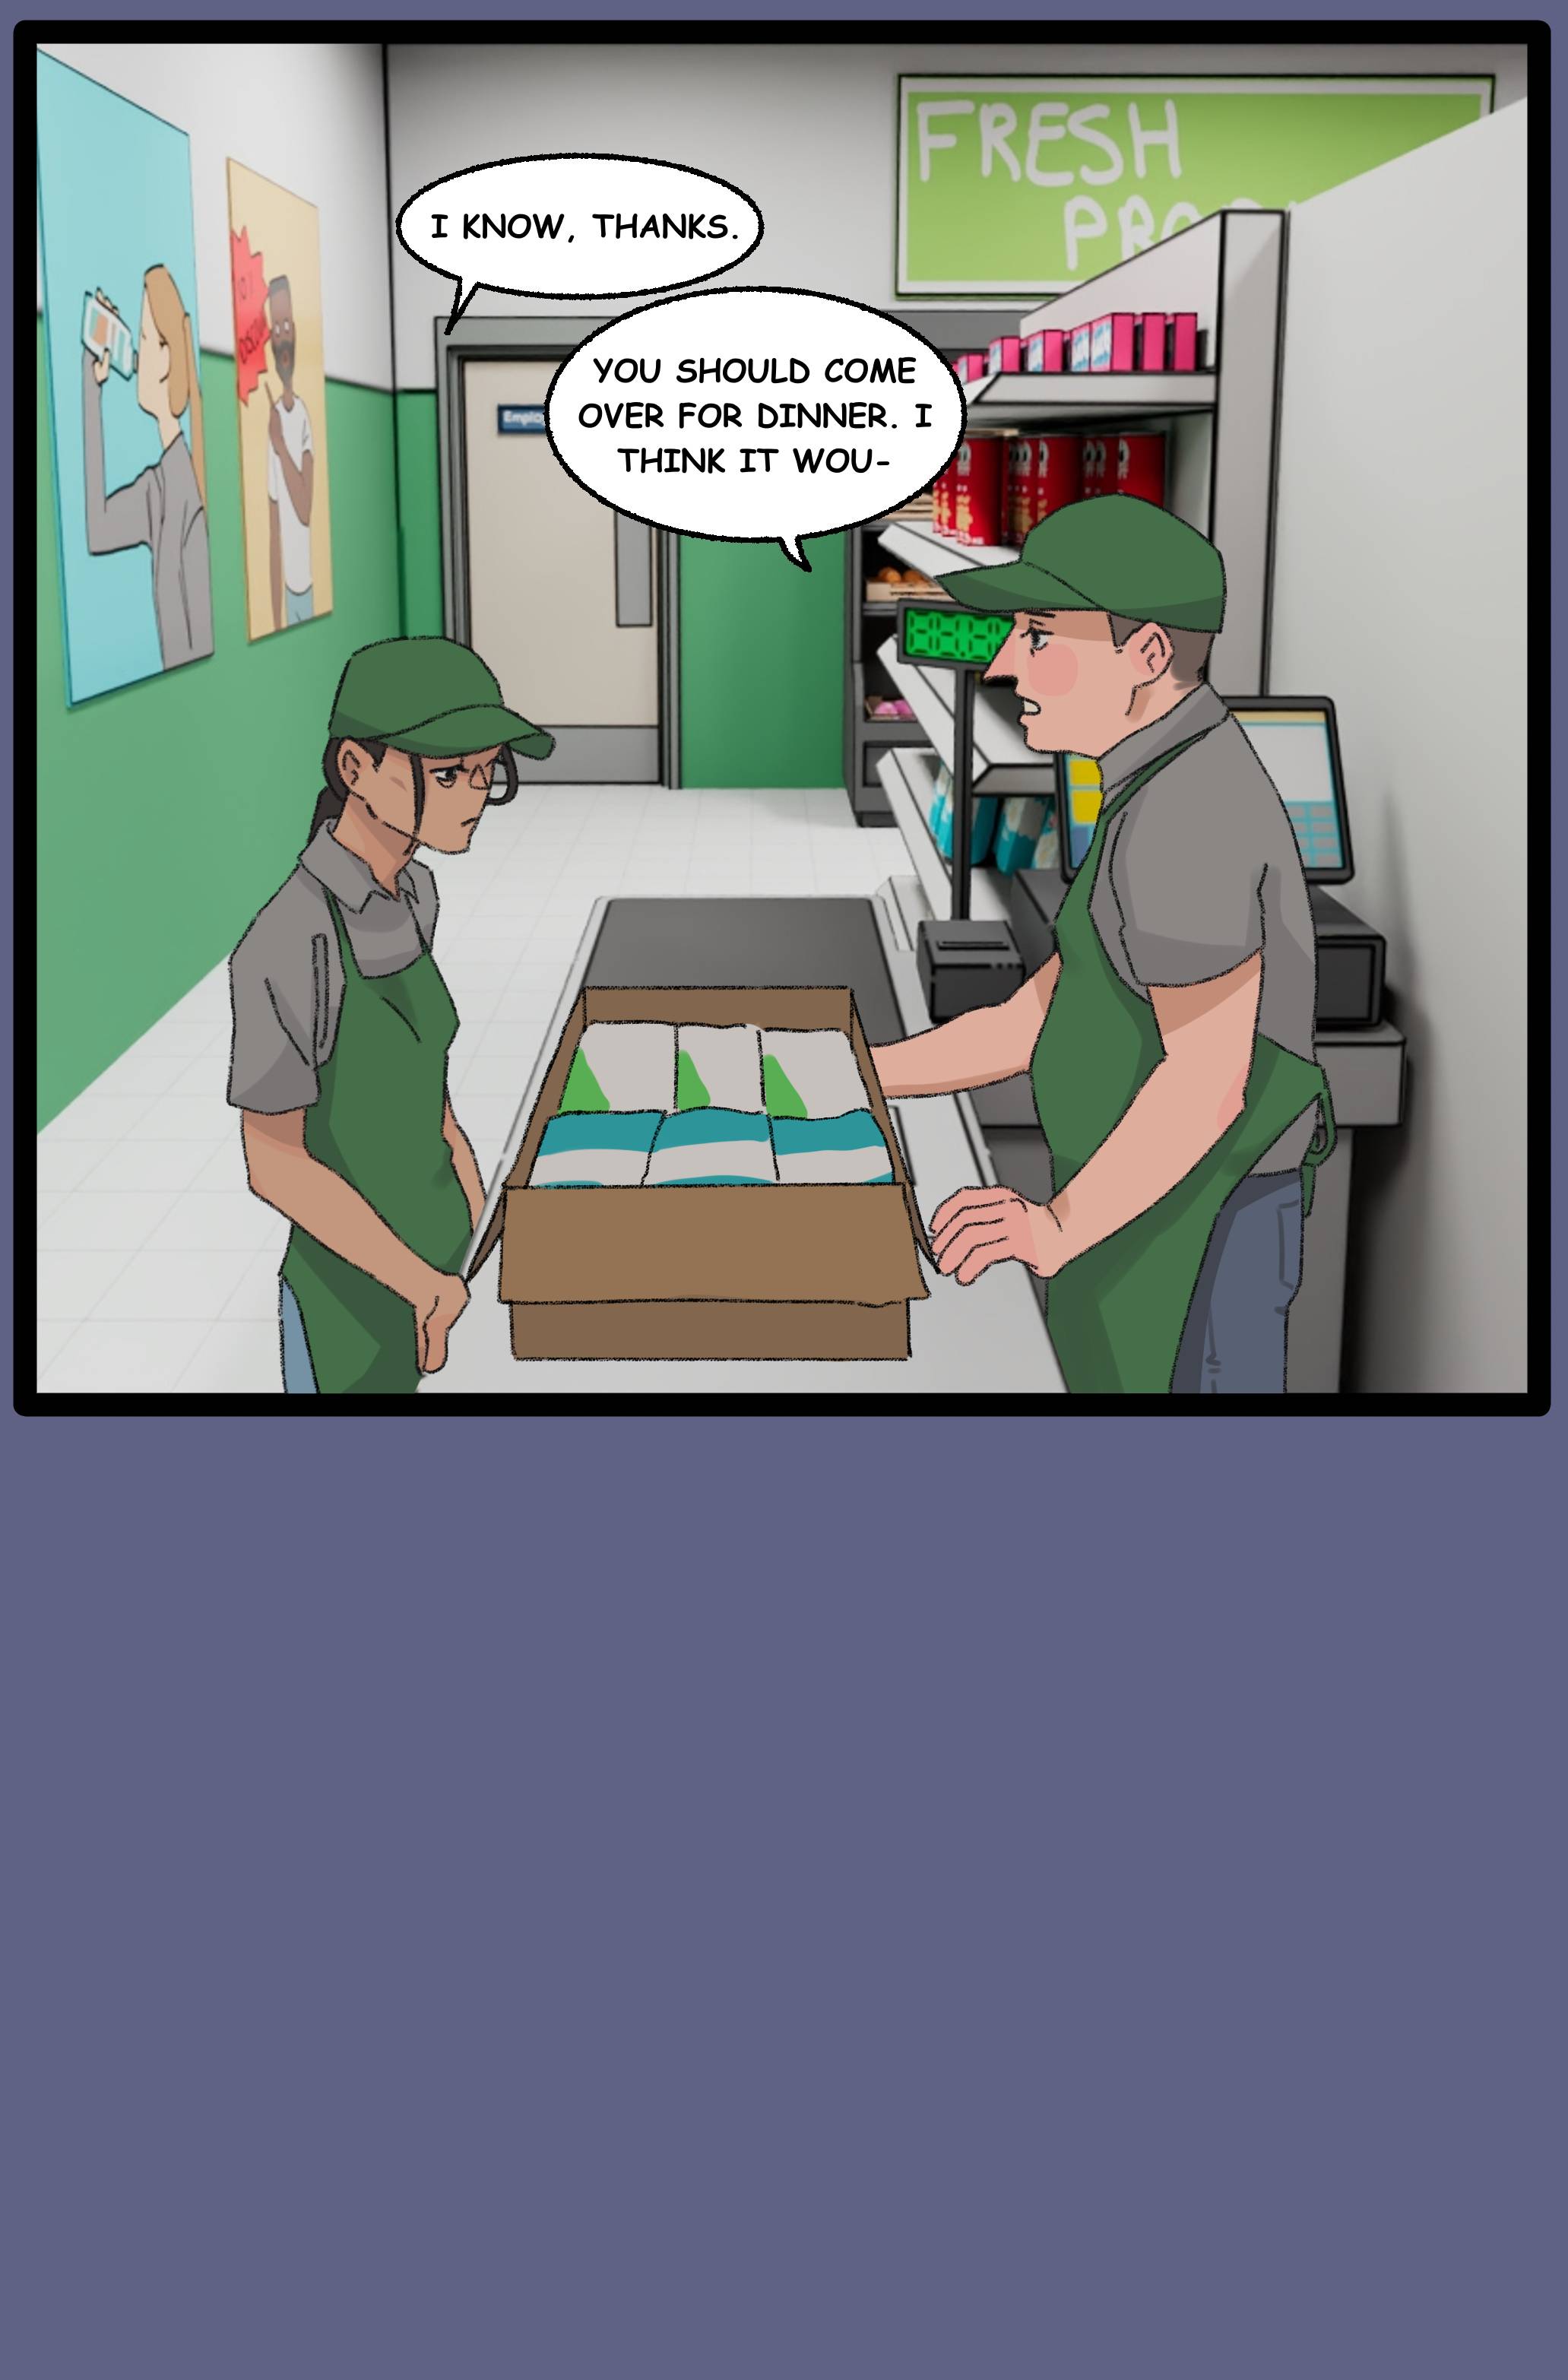 I KNOW, THANKS.
YOU SHOULD COME
OVER FOR DINNER. I
THINK IT WOU-
FRESH